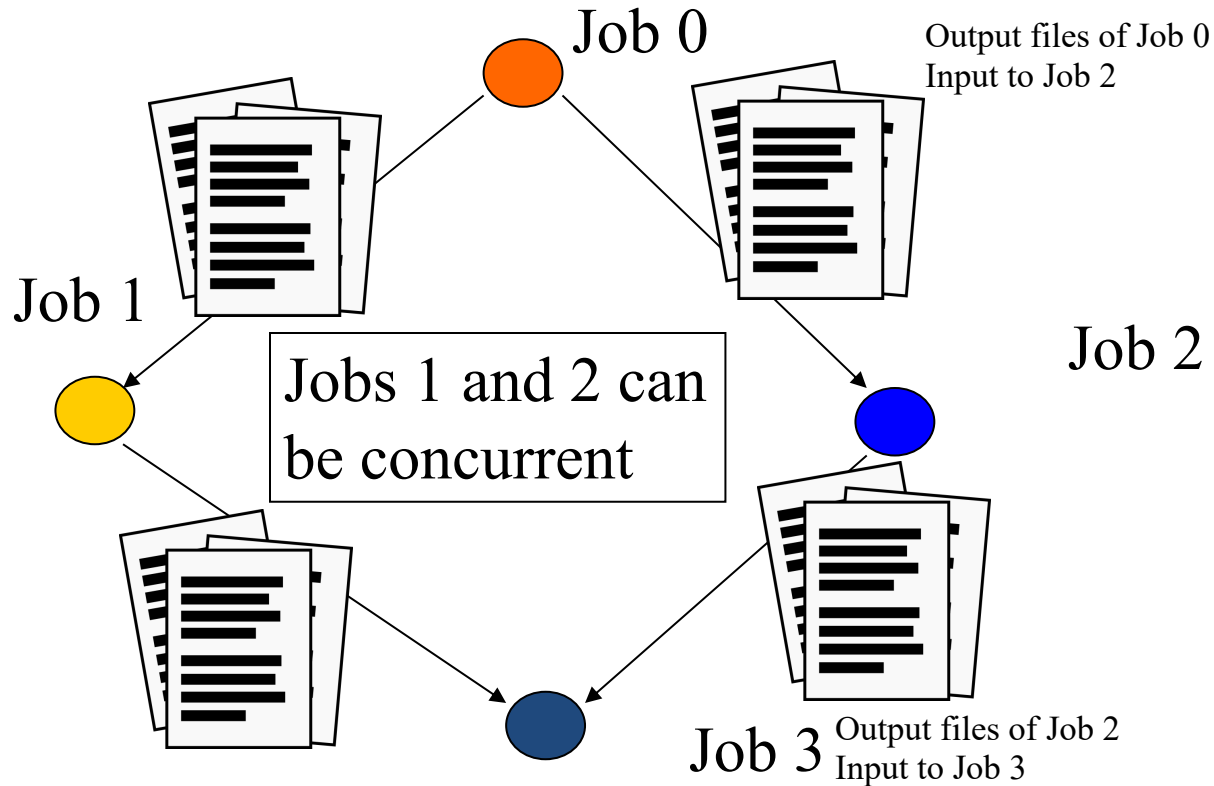 Job 0
Output files of Job 0
Input to Job 2
Job 1
Job 2
Jobs 1 and 2 can
be concurrent
Job 3
Output files of Job 2
Input to Job 3